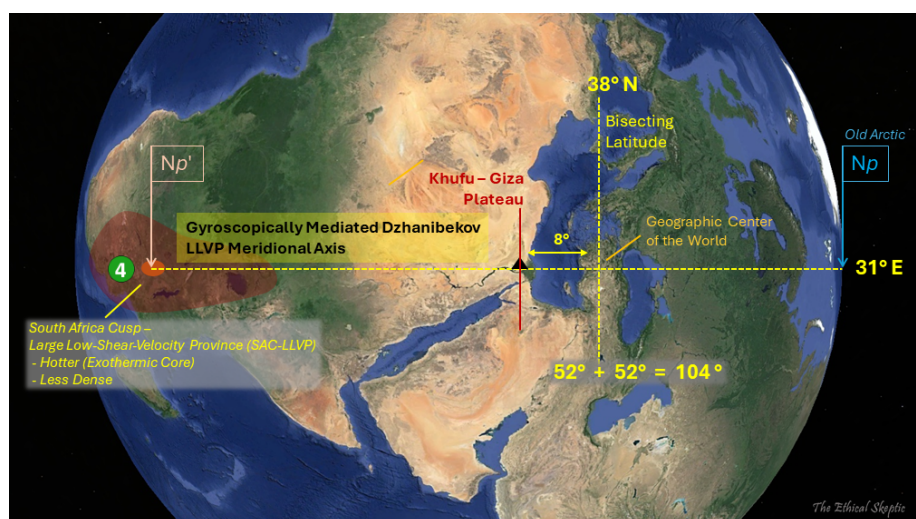 38° N
Bisecting
Latitude
Old Arctic
Np'
Np
Khufu – Giza
Plateau
Gyroscopically Mediated Dzhanibekov
LLVP Meridional Axis
8°
Geographic Center
of the World
4
31° E
South Africa Cusp –
Large Low-Shear-Velocity Province (SAC-LLVP)
- Hotter (Exothermic Core)
- Less Dense
52° + 52° = 104°
The Ethical Skeptic